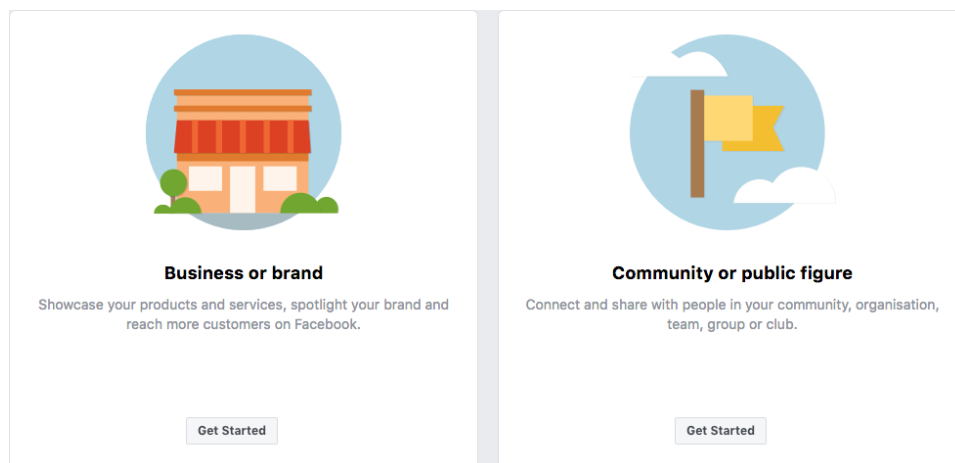 Business or brand
Showcase your products and services, spotlight your brand and
reach more customers on Facebook.
Get Started
Community or public figure
Connect and share with people in your community, organisation,
team, group or club.
Get Started